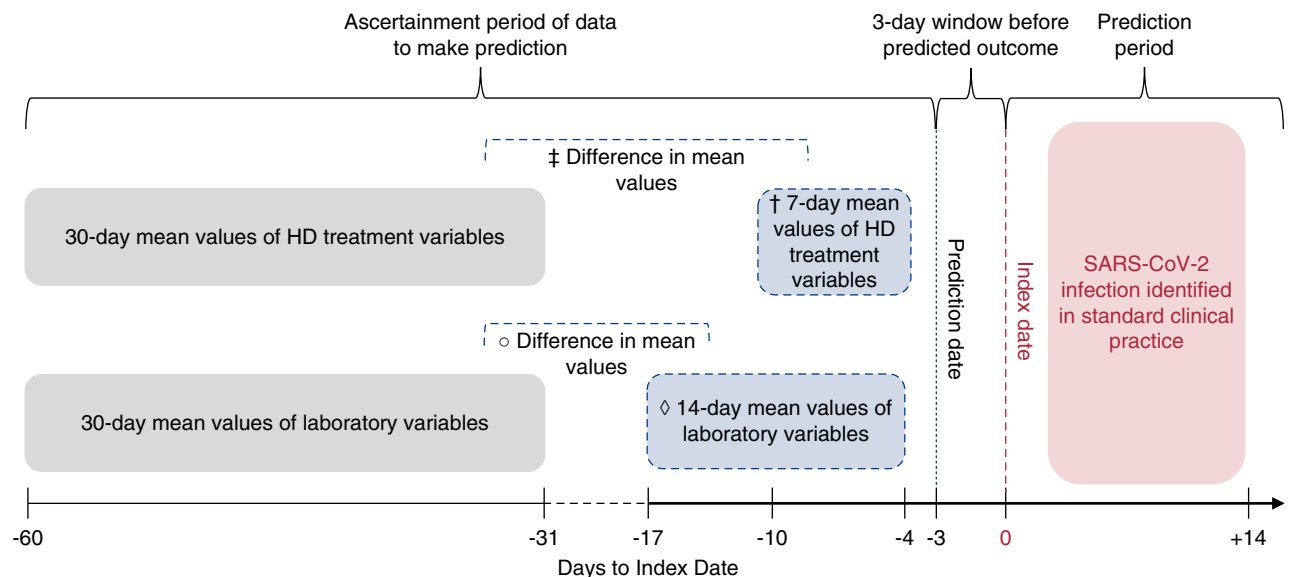 Ascertainment period of data
to make prediction
3-day window before
predicted outcome
Prediction
period
‡ Difference in mean
values
30-day mean values of HD treatment variables
† 7-day mean
values of HD
treatment
variables
Prediction date
Index date
SARS-CoV-2
infection identified
in standard clinical
practice
○ Difference in mean
values
30-day mean values of laboratory variables
◊ 14-day mean values of
laboratory variables
-60 -31 -17 -10 -4 -3 0 +14
Days to Index Date